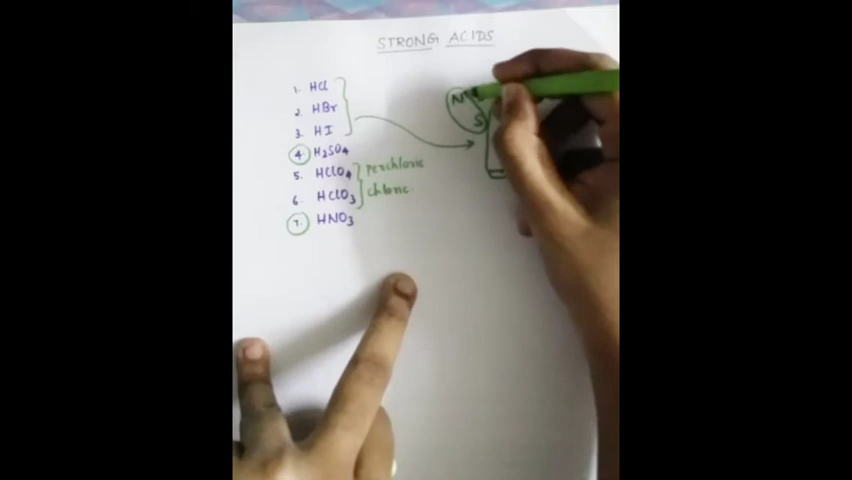 STRONG ACIDS
1. HCl
2. HBr
3. HI
4. H₂SO₄
5. HClO₄ perchloric
6. HClO₃ chloric
7. HNO₃
N
S